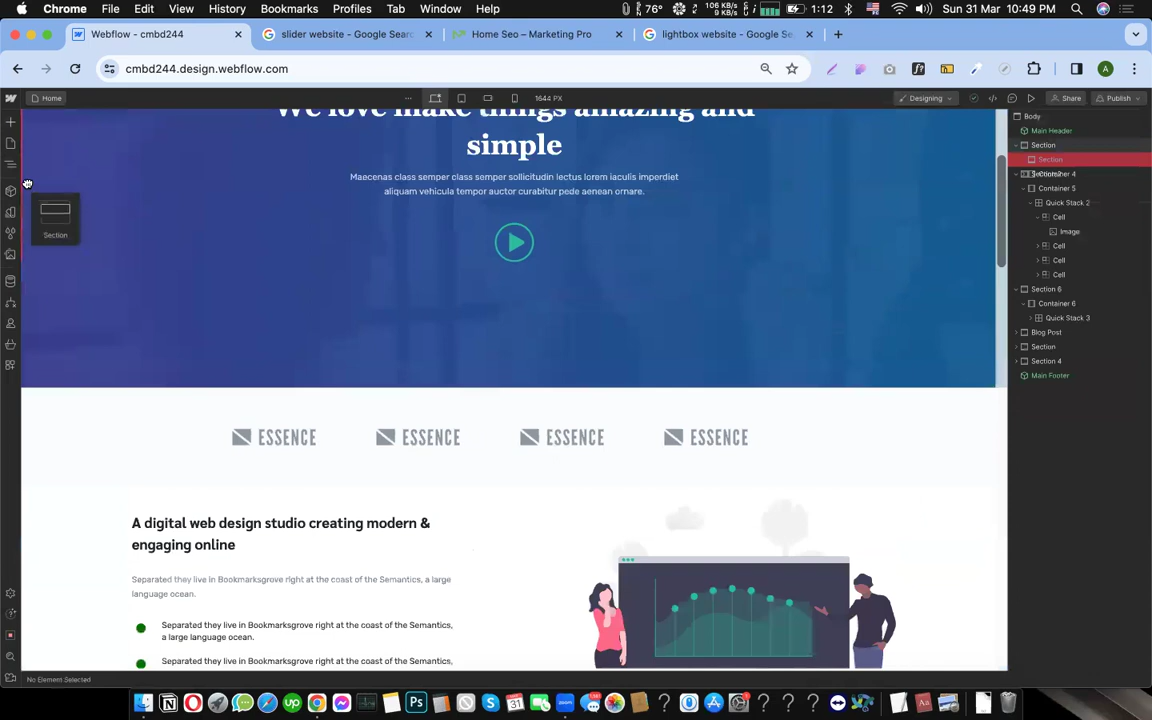 Chrome File Edit View History Bookmarks Profiles Tab Window Help
76° 106 KB/s 9 KB/s 1:12 Sun 31 Mar 10:49 PM
Webflow - cmbd244
slider website - Google Searc
Home Seo – Marketing Pro
lightbox website - Google Se
cmbd244.design.webflow.com
Home
1644 PX
Designing
Share
Publish
We love make things amazing and
simple
Maecenas class semper class semper sollicitudin lectus lorem iaculis imperdiet
aliquam vehicula tempor auctor curabitur pede aenean ornare.
Section
ESSENCE ESSENCE ESSENCE ESSENCE
A digital web design studio creating modern &
engaging online
Separated they live in Bookmarksgrove right at the coast of the Semantics, a large
language ocean.
Separated they live in Bookmarksgrove right at the coast of the Semantics,
a large language ocean.
Separated they live in Bookmarksgrove right at the coast of the Semantics,
Body
Main Header
Section
Section
Container 5
Quick Stack 2
Cell
Image
Cell
Cell
Cell
Section 6
Container 6
Quick Stack 3
Blog Post
Section
Section 4
Main Footer
No Element Selected